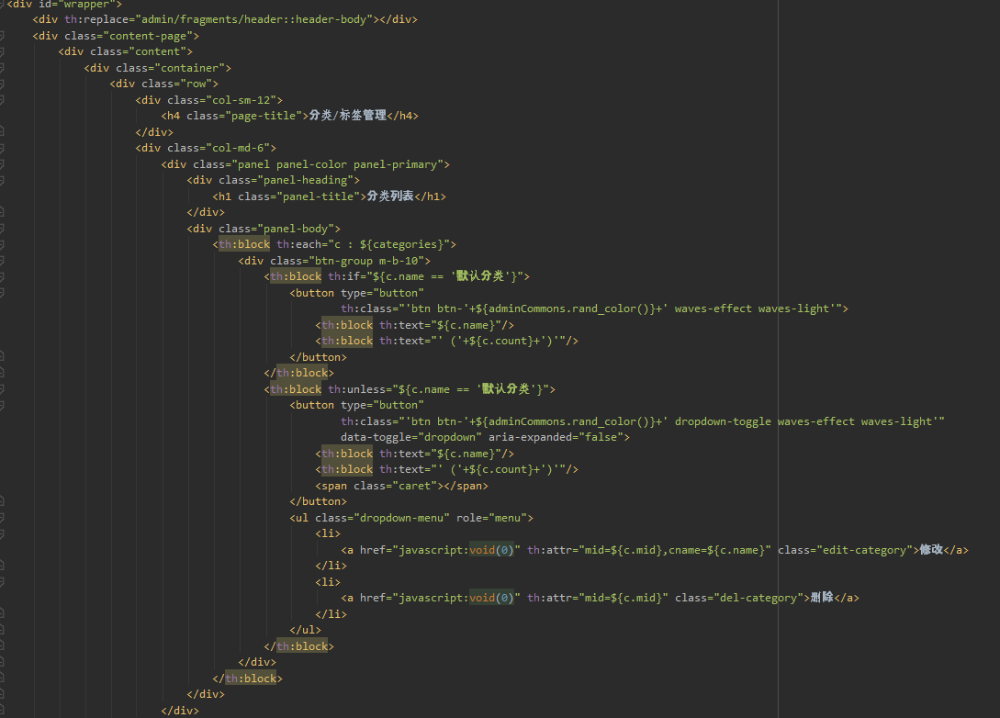 <div id="wrapper">
<div th:replace="admin/fragments/header::header-body"></div>
<div class="content-page">
<div class="content">
<div class="container">
<div class="row">
<div class="col-sm-12">
<h4 class="page-title">分类/标签管理</h4>
</div>
<div class="col-md-6">
<div class="panel panel-color panel-primary">
<div class="panel-heading">
<h1 class="panel-title">分类列表</h1>
</div>
<div class="panel-body">
<th:block th:each="c : ${categories}">
<div class="btn-group m-b-10">
<th:block th:if="${c.name == '默认分类'}">
<button type="button"
th:class="'btn btn-'+${adminCommons.rand_color()}+' waves-effect waves-light'">
<th:block th:text="${c.name}"/>
<th:block th:text="' ('+${c.count}+')'"/>
</button>
</th:block>
<th:block th:unless="${c.name == '默认分类'}">
<button type="button"
th:class="'btn btn-'+${adminCommons.rand_color()}+' dropdown-toggle waves-effect waves-light'"
data-toggle="dropdown" aria-expanded="false">
<th:block th:text="${c.name}"/>
<th:block th:text="' ('+${c.count}+')'"/>
<span class="caret"></span>
</button>
<ul class="dropdown-menu" role="menu">
<li>
<a href="javascript:void(0)" th:attr="mid=${c.mid},cname=${c.name}" class="edit-category">修改</a>
</li>
<li>
<a href="javascript:void(0)" th:attr="mid=${c.mid}" class="del-category">删除</a>
</li>
</ul>
</th:block>
</div>
</th:block>
</div>
</div>